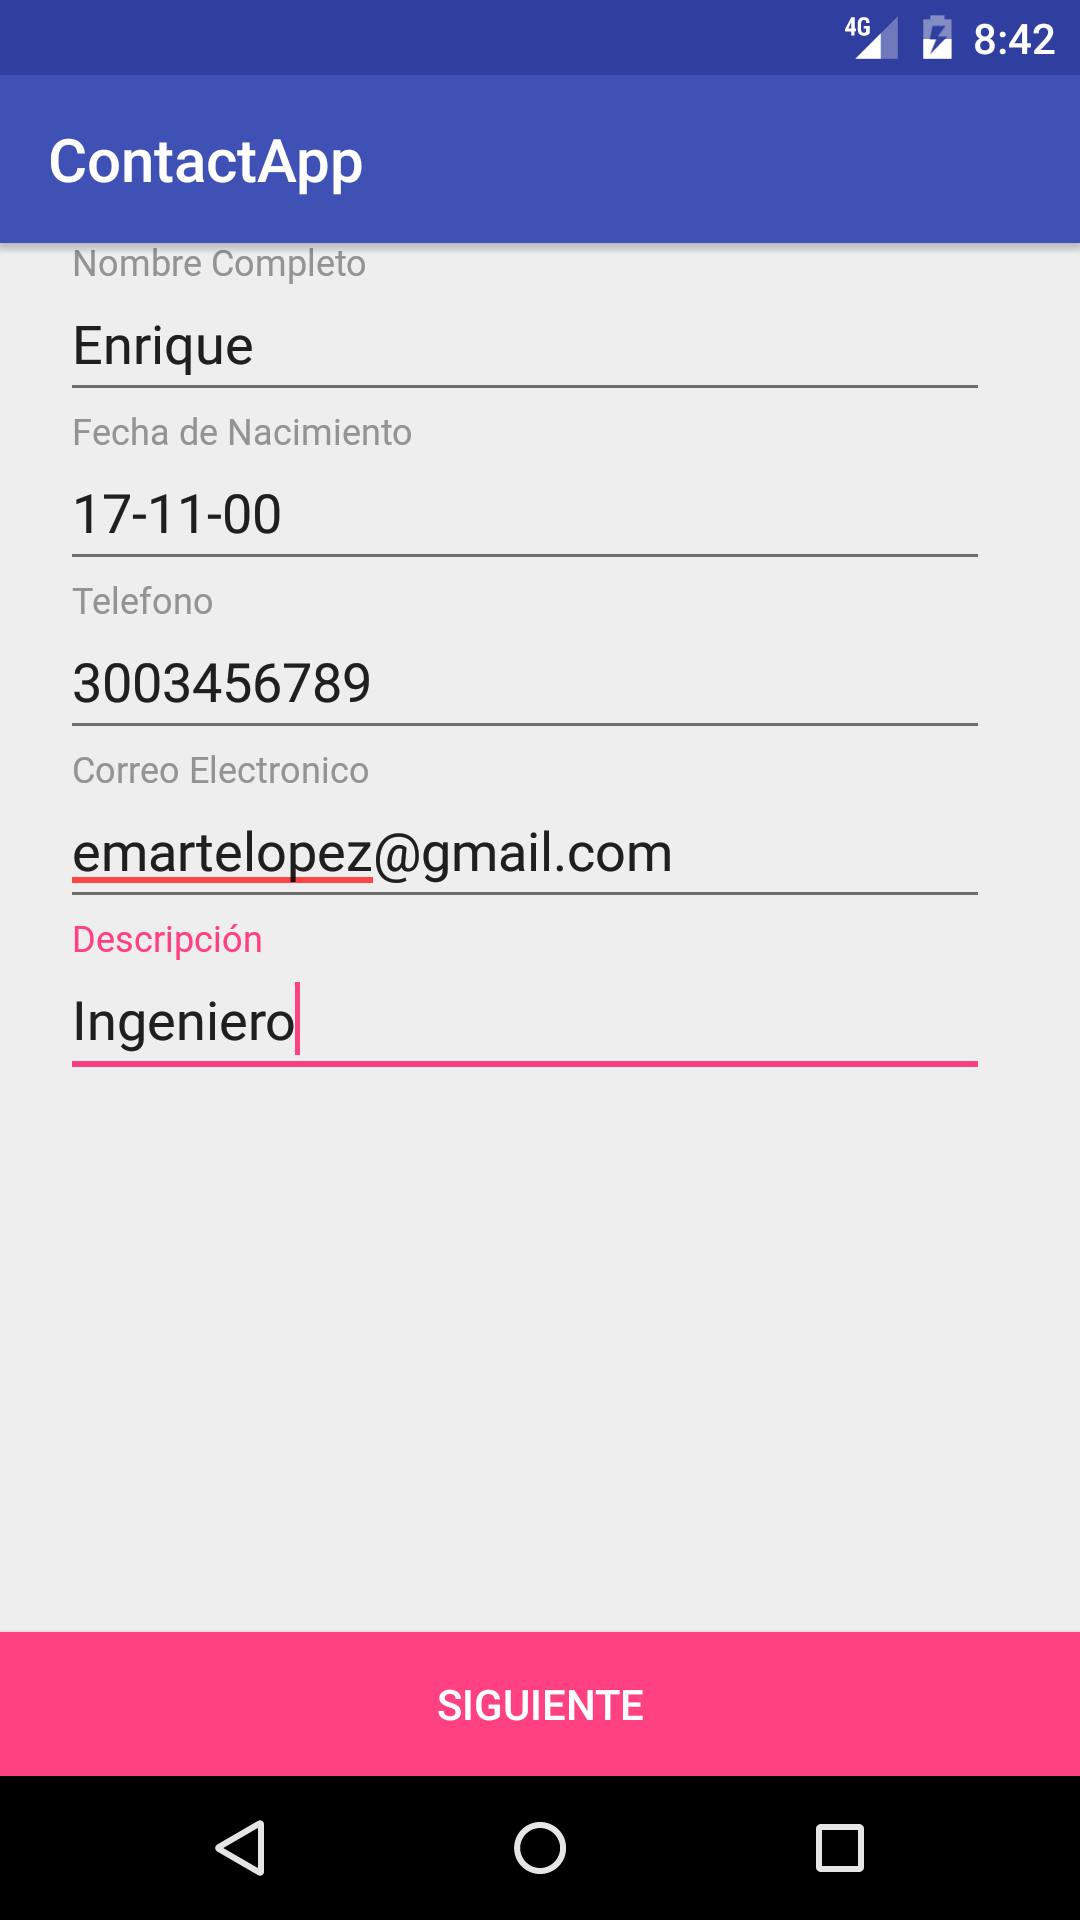 4G 8:42
ContactApp
Nombre Completo
Enrique
Fecha de Nacimiento
17-11-00
Telefono
3003456789
Correo Electronico
emartelopez@gmail.com
Descripción
Ingeniero
SIGUIENTE